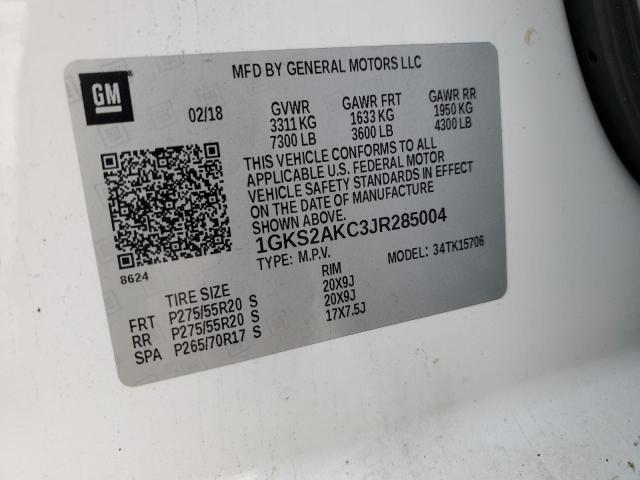 GM
MFD BY GENERAL MOTORS LLC
02/18 GVWR GAWR FRT GAWR RR
3311 KG 1633 KG 1950 KG
7300 LB 3600 LB 4300 LB
THIS VEHICLE CONFORMS TO ALL
APPLICABLE U.S. FEDERAL MOTOR
VEHICLE SAFETY STANDARDS IN EFFECT
ON THE DATE OF MANUFACTURE
SHOWN ABOVE.
1GKS2AKC3JR285004
8624 TYPE: M.P.V. MODEL: 34TK15706
TIRE SIZE RIM
FRT P275/55R20 S 20X9J
RR P275/55R20 S 20X9J
SPA P265/70R17 S 17X7.5J